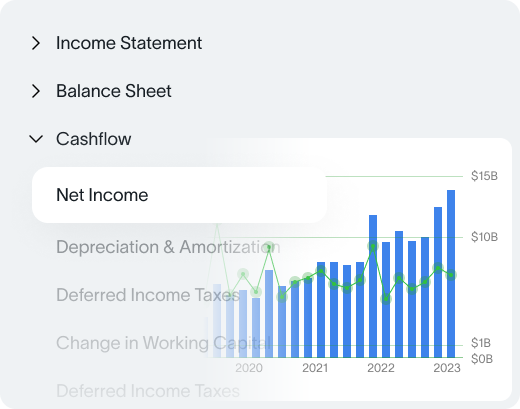 Income Statement
Balance Sheet
Cashflow
Net Income
Depreciation & Amortization
Deferred Income Taxes
Change in Working Capital
Deferred Income Taxes
$15B
$10B
$1B
$0B
2020
2021
2022
2023